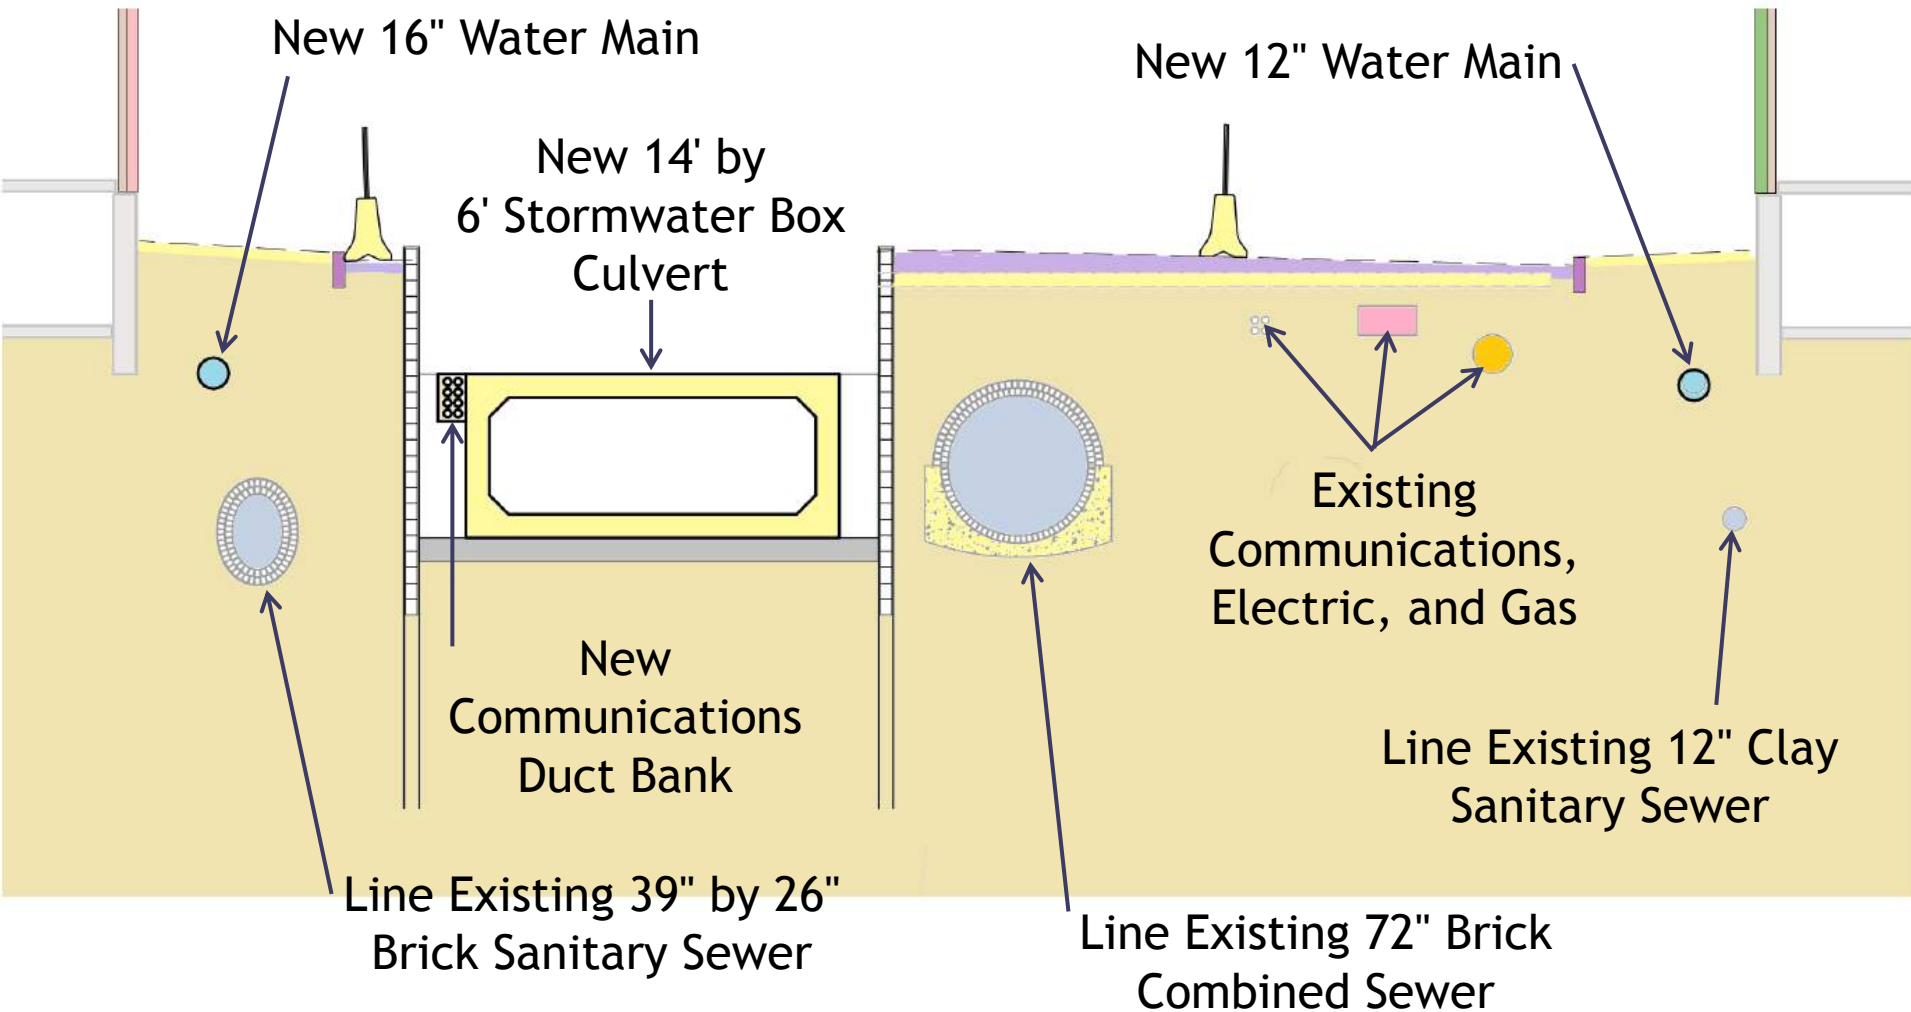 New 16" Water Main
New 12" Water Main
New 14' by
6' Stormwater Box
Culvert
Existing
Communications,
Electric, and Gas
New
Communications
Duct Bank
Line Existing 12" Clay
Sanitary Sewer
Line Existing 39" by 26"
Brick Sanitary Sewer
Line Existing 72" Brick
Combined Sewer